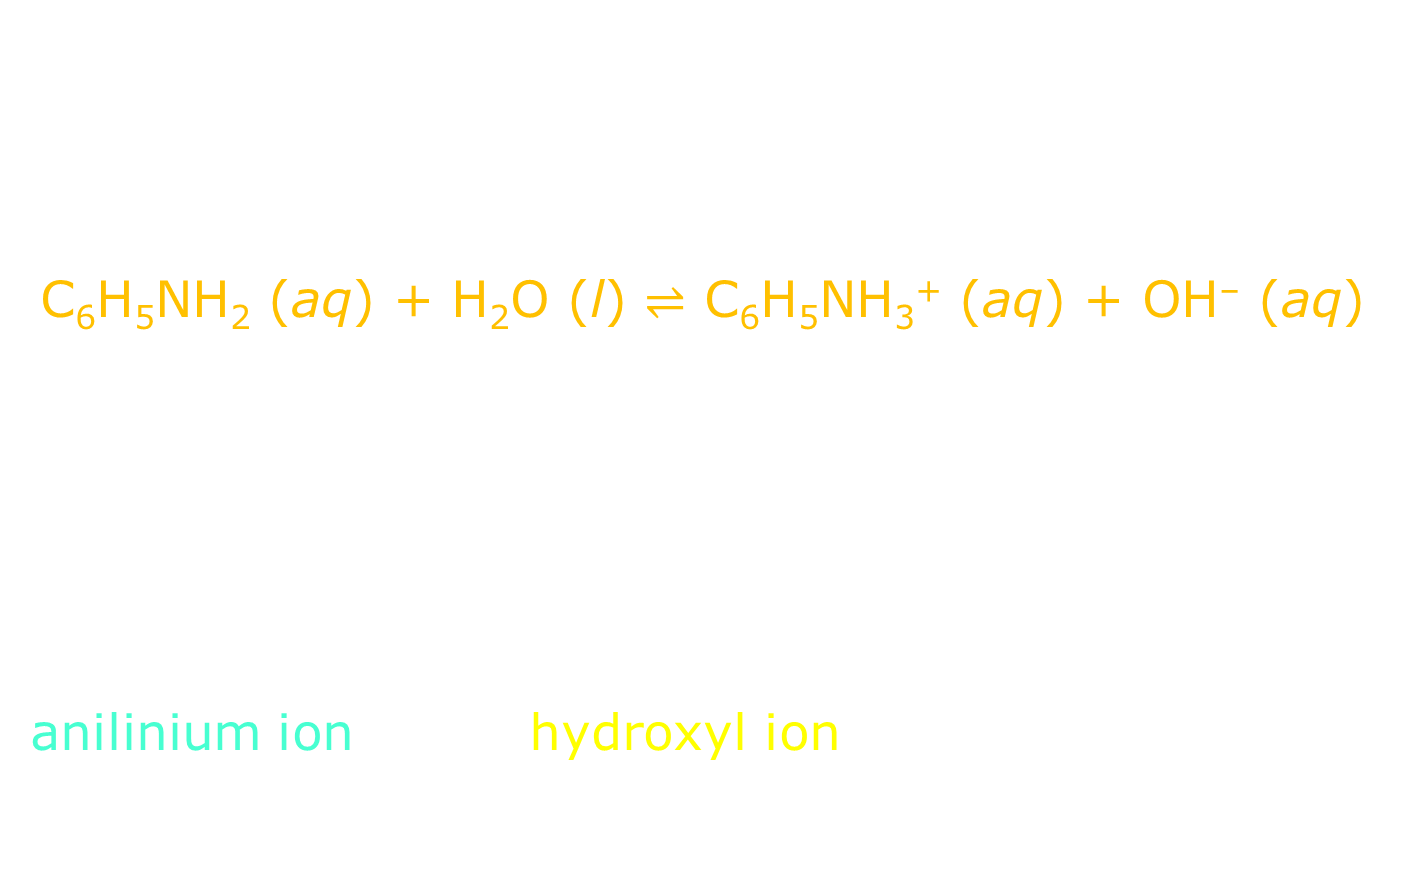 C₆H₅NH₂ (aq) + H₂O (l) ⇌ C₆H₅NH₃⁺ (aq) + OH⁻ (aq)
anilinium ion hydroxyl ion